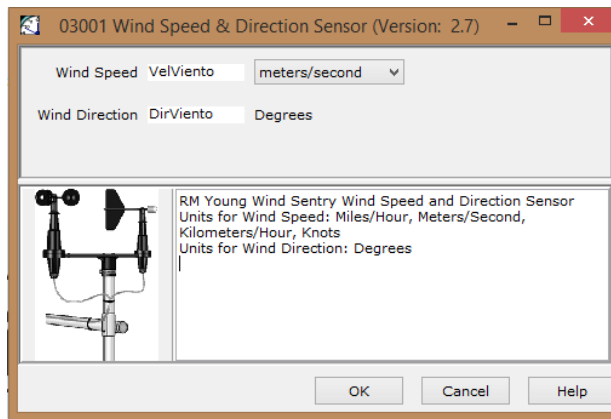 03001 Wind Speed & Direction Sensor (Version: 2.7)
Wind Speed VelViento meters/second
Wind Direction DirViento Degrees
RM Young Wind Sentry Wind Speed and Direction Sensor
Units for Wind Speed: Miles/Hour, Meters/Second,
Kilometers/Hour, Knots
Units for Wind Direction: Degrees
OK Cancel Help